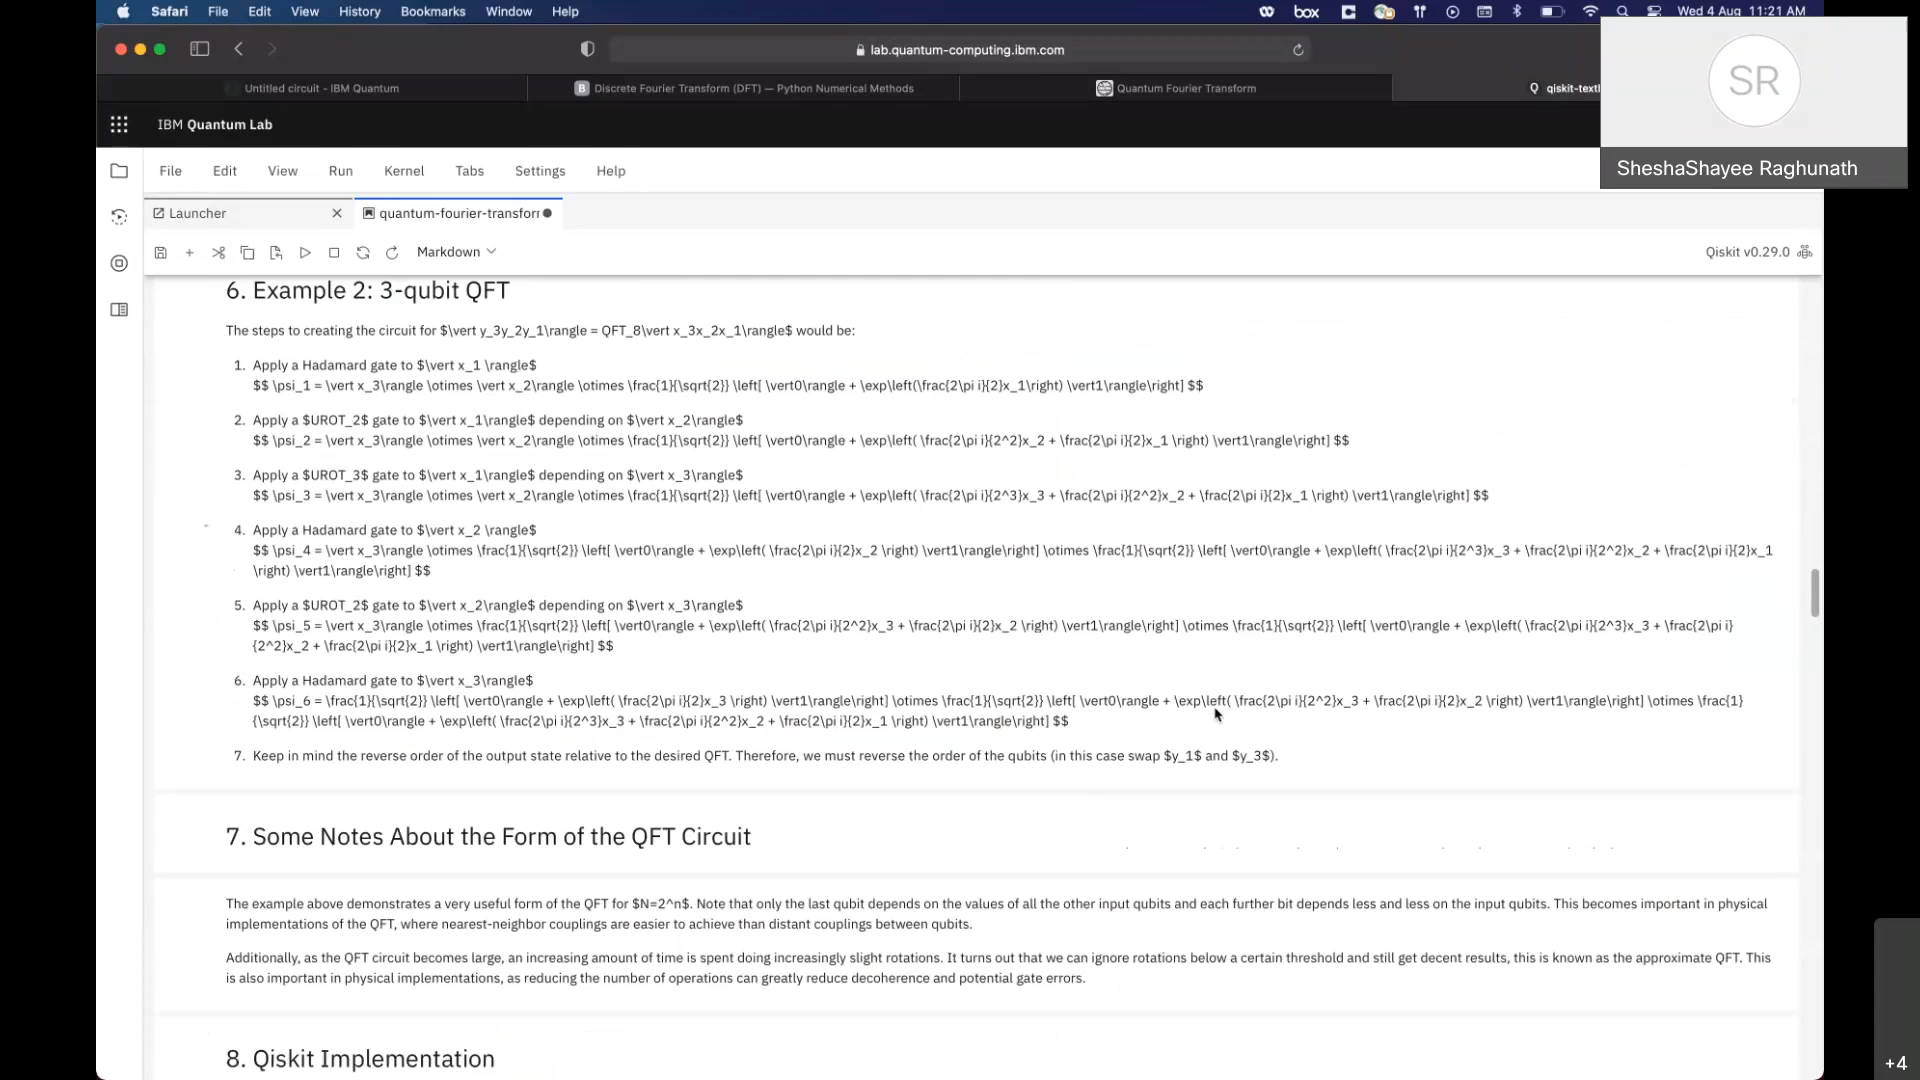 Safari File Edit View History Bookmarks Window Help
box
Wed 4 Aug 11:21 AM
lab.quantum-computing.ibm.com
Untitled circuit - IBM Quantum
B Discrete Fourier Transform (DFT) — Python Numerical Methods
Quantum Fourier Transform
qiskit-textl
SR
SheshaShayee Raghunath
IBM Quantum Lab
File Edit View Run Kernel Tabs Settings Help
Launcher
quantum-fourier-transforr
Markdown
Qiskit v0.29.0
6. Example 2: 3-qubit QFT
The steps to creating the circuit for $\vert y_3y_2y_1\rangle = QFT_8\vert x_3x_2x_1\rangle$ would be:
1. Apply a Hadamard gate to $\vert x_1 \rangle$
$$ \psi_1 = \vert x_3\rangle \otimes \vert x_2\rangle \otimes \frac{1}{\sqrt{2}} \left[ \vert0\rangle + \exp\left(\frac{2\pi i}{2}x_1\right) \vert1\rangle\right] $$
2. Apply a $UROT_2$ gate to $\vert x_1\rangle$ depending on $\vert x_2\rangle$
$$ \psi_2 = \vert x_3\rangle \otimes \vert x_2\rangle \otimes \frac{1}{\sqrt{2}} \left[ \vert0\rangle + \exp\left( \frac{2\pi i}{2^2}x_2 + \frac{2\pi i}{2}x_1 \right) \vert1\rangle\right] $$
3. Apply a $UROT_3$ gate to $\vert x_1\rangle$ depending on $\vert x_3\rangle$
$$ \psi_3 = \vert x_3\rangle \otimes \vert x_2\rangle \otimes \frac{1}{\sqrt{2}} \left[ \vert0\rangle + \exp\left( \frac{2\pi i}{2^3}x_3 + \frac{2\pi i}{2^2}x_2 + \frac{2\pi i}{2}x_1 \right) \vert1\rangle\right] $$
4. Apply a Hadamard gate to $\vert x_2 \rangle$
$$ \psi_4 = \vert x_3\rangle \otimes \frac{1}{\sqrt{2}} \left[ \vert0\rangle + \exp\left( \frac{2\pi i}{2}x_2 \right) \vert1\rangle\right] \otimes \frac{1}{\sqrt{2}} \left[ \vert0\rangle + \exp\left( \frac{2\pi i}{2^3}x_3 + \frac{2\pi i}{2^2}x_2 + \frac{2\pi i}{2}x_1
\right) \vert1\rangle\right] $$
5. Apply a $UROT_2$ gate to $\vert x_2\rangle$ depending on $\vert x_3\rangle$
$$ \psi_5 = \vert x_3\rangle \otimes \frac{1}{\sqrt{2}} \left[ \vert0\rangle + \exp\left( \frac{2\pi i}{2^2}x_3 + \frac{2\pi i}{2}x_2 \right) \vert1\rangle\right] \otimes \frac{1}{\sqrt{2}} \left[ \vert0\rangle + \exp\left( \frac{2\pi i}{2^3}x_3 + \frac{2\pi i}
{2^2}x_2 + \frac{2\pi i}{2}x_1 \right) \vert1\rangle\right] $$
6. Apply a Hadamard gate to $\vert x_3\rangle$
$$ \psi_6 = \frac{1}{\sqrt{2}} \left[ \vert0\rangle + \exp\left( \frac{2\pi i}{2}x_3 \right) \vert1\rangle\right] \otimes \frac{1}{\sqrt{2}} \left[ \vert0\rangle + \exp\left( \frac{2\pi i}{2^2}x_3 + \frac{2\pi i}{2}x_2 \right) \vert1\rangle\right] \otimes \frac{1}
{\sqrt{2}} \left[ \vert0\rangle + \exp\left( \frac{2\pi i}{2^3}x_3 + \frac{2\pi i}{2^2}x_2 + \frac{2\pi i}{2}x_1 \right) \vert1\rangle\right] $$
7. Keep in mind the reverse order of the output state relative to the desired QFT. Therefore, we must reverse the order of the qubits (in this case swap $y_1$ and $y_3$).
7. Some Notes About the Form of the QFT Circuit
The example above demonstrates a very useful form of the QFT for $N=2^n$. Note that only the last qubit depends on the values of all the other input qubits and each further bit depends less and less on the input qubits. This becomes important in physical
implementations of the QFT, where nearest-neighbor couplings are easier to achieve than distant couplings between qubits.
Additionally, as the QFT circuit becomes large, an increasing amount of time is spent doing increasingly slight rotations. It turns out that we can ignore rotations below a certain threshold and still get decent results, this is known as the approximate QFT. This
is also important in physical implementations, as reducing the number of operations can greatly reduce decoherence and potential gate errors.
8. Qiskit Implementation
+4